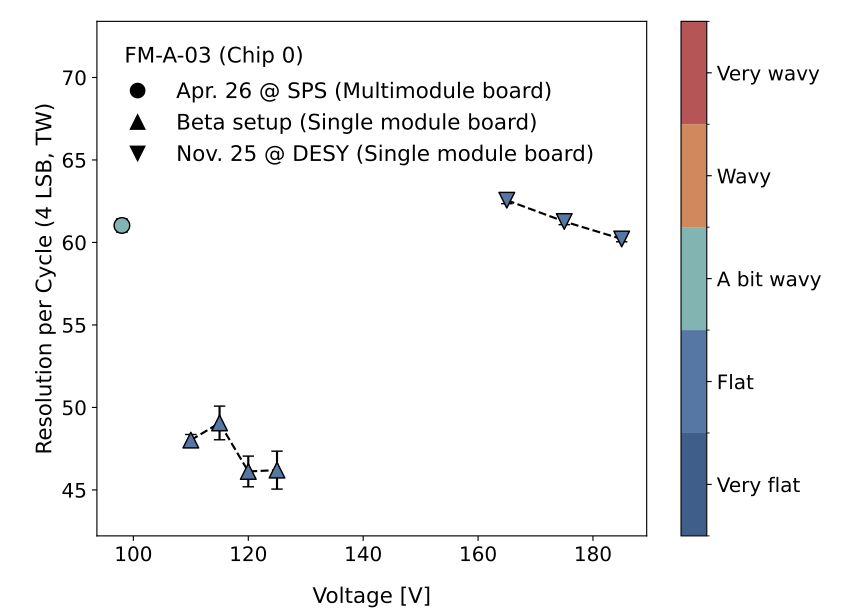 FM-A-03 (Chip 0)
Apr. 26 @ SPS (Multimodule board)
Beta setup (Single module board)
Nov. 25 @ DESY (Single module board)
Resolution per Cycle (4 LSB, TW)
70
65
60
55
50
45
100 120 140 160 180
Voltage [V]
Very wavy
Wavy
A bit wavy
Flat
Very flat